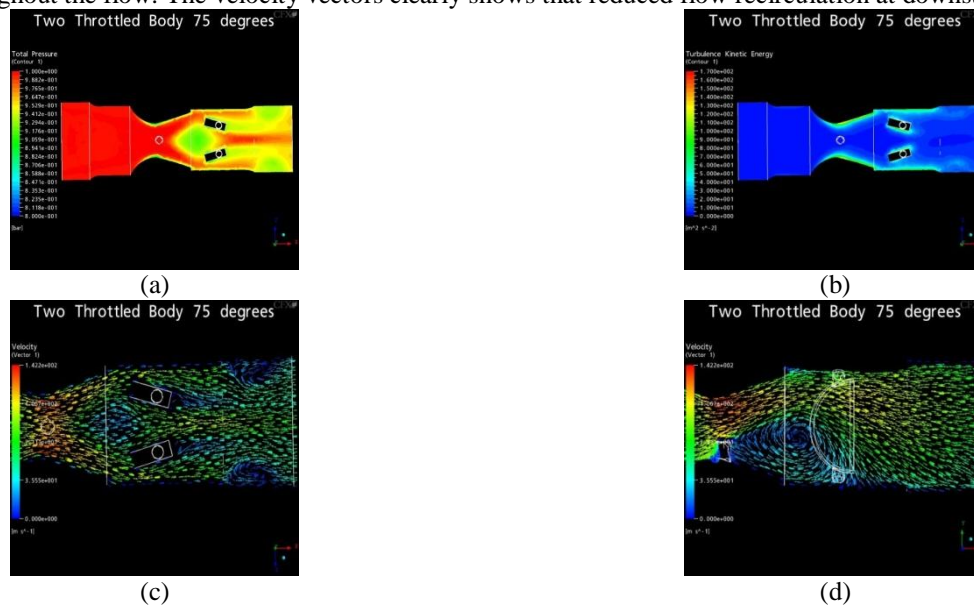 ghout the flow. The velocity vectors clearly shows that reduced flow recirculation at downs
Two Throttled Body 75 degrees
Total Pressure
(Contour 1)
1.000e+000
9.882e-001
9.765e-001
9.647e-001
9.529e-001
9.412e-001
9.294e-001
9.176e-001
9.059e-001
8.941e-001
8.824e-001
8.706e-001
8.588e-001
8.471e-001
8.353e-001
8.235e-001
8.118e-001
8.000e-001
[bar]
(a)
Two Throttled Body 75 degrees
Turbulence Kinetic Energy
(Contour 1)
1.700e+002
1.600e+002
1.500e+002
1.400e+002
1.300e+002
1.200e+002
1.100e+002
1.000e+002
9.000e+001
8.000e+001
7.000e+001
6.000e+001
5.000e+001
4.000e+001
3.000e+001
2.000e+001
1.000e+001
0.000e+000
[m^2 s^-2]
(b)
Two Throttled Body 75 degrees
Velocity
(Vector 1)
1.422e+002
3.555e+001
0.000e+000
[m s^-1]
(c)
Two Throttled Body 75 degrees
Velocity
(Vector 1)
1.422e+002
3.555e+001
0.000e+000
[m s^-1]
(d)